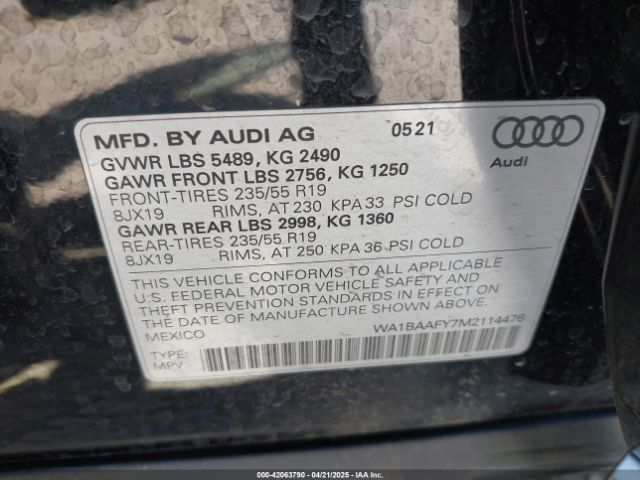 MFD. BY AUDI AG 0521
Audi
GVWR LBS 5489, KG 2490
GAWR FRONT LBS 2756, KG 1250
FRONT-TIRES 235/55 R19
8JX19 RIMS, AT 230 KPA 33 PSI COLD
GAWR REAR LBS 2998, KG 1360
REAR-TIRES 235/55 R19
8JX19 RIMS, AT 250 KPA 36 PSI COLD
THIS VEHICLE CONFORMS TO ALL APPLICABLE
U.S. FEDERAL MOTOR VEHICLE SAFETY AND
THEFT PREVENTION STANDARDS IN EFFECT ON
THE DATE OF MANUFACTURE SHOWN ABOVE.
MEXICO WA1BAAFY7M2114476
TYPE:
MPV
000-42063790 - 04/21/2025 - IAAI.COM